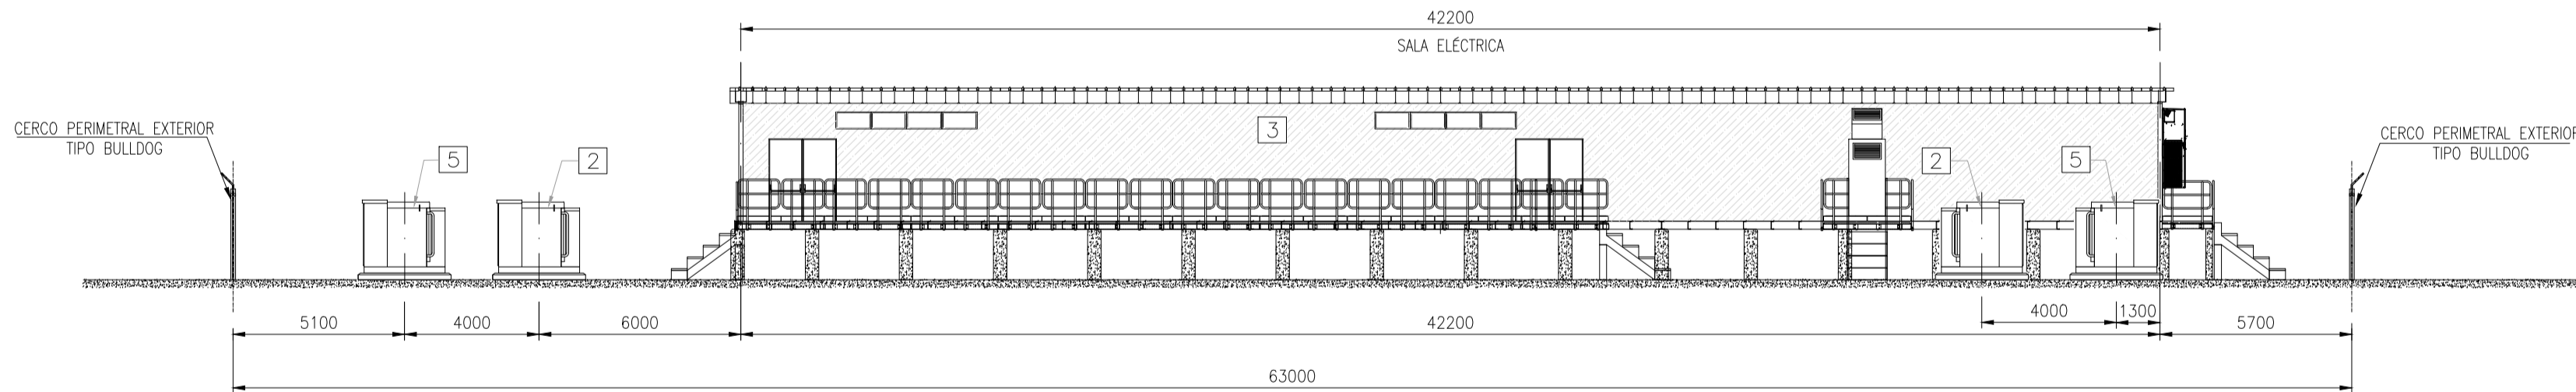 42200
SALA ELÉCTRICA
CERCO PERIMETRAL EXTERIOR
TIPO BULLDOG
5
2
3
2
5
CERCO PERIMETRAL EXTERIOR
TIPO BULLDOG
5100
4000
6000
42200
4000
1300
5700
63000